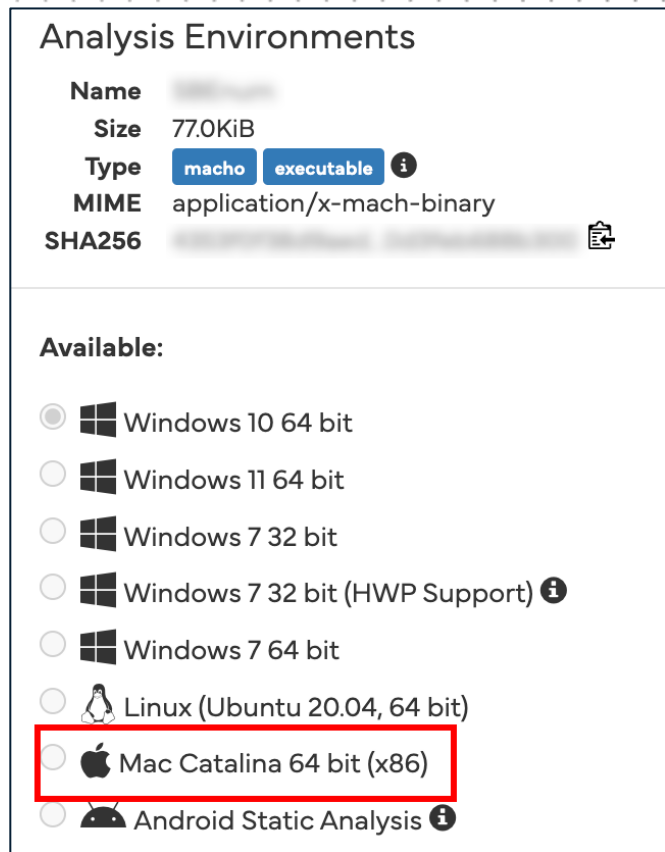 Analysis Environments
Name
Size 77.0KiB
Type macho executable
MIME application/x-mach-binary
SHA256
Available:
Windows 10 64 bit
Windows 11 64 bit
Windows 7 32 bit
Windows 7 32 bit (HWP Support)
Windows 7 64 bit
Linux (Ubuntu 20.04, 64 bit)
Mac Catalina 64 bit (x86)
Android Static Analysis